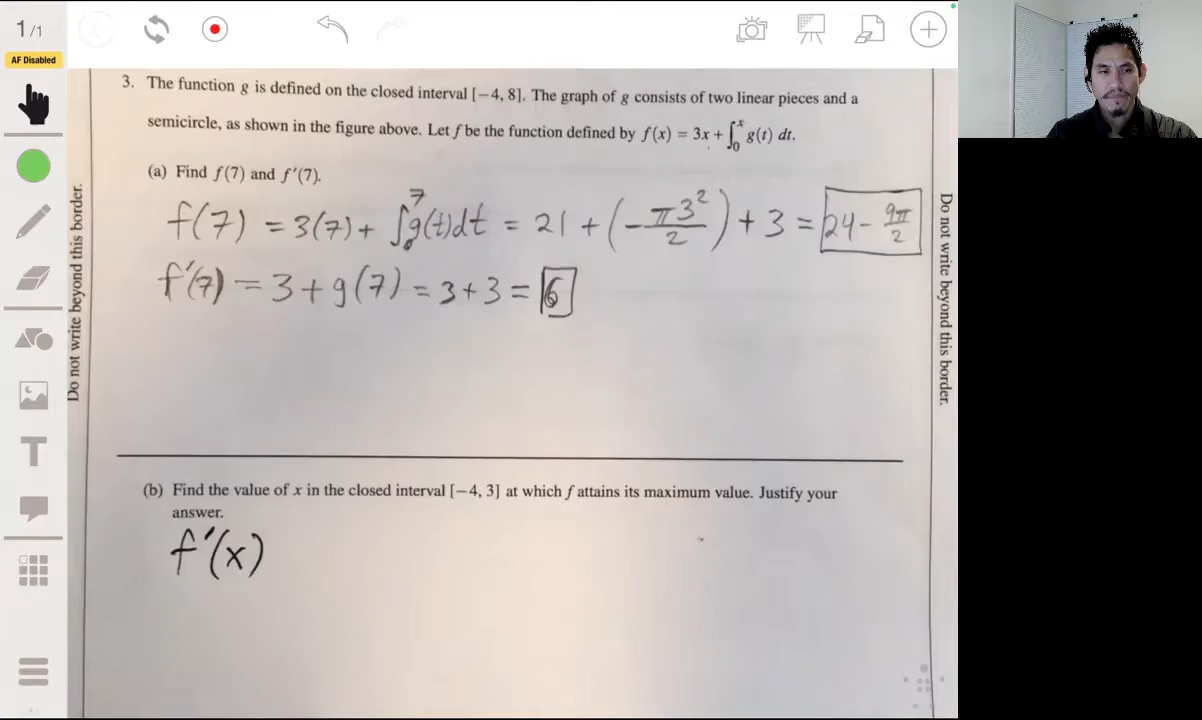 1/1
AF Disabled
T
3. The function g is defined on the closed interval [−4, 8]. The graph of g consists of two linear pieces and a
semicircle, as shown in the figure above. Let f be the function defined by f(x) = 3x + ∫₀ˣ g(t) dt.
(a) Find f(7) and f′(7).
f(7) = 3(7) + ∫₀⁷ g(t)dt = 21 + (−π3²/2) + 3 = 24 − 9π/2
f′(7) = 3 + g(7) = 3 + 3 = 6
(b) Find the value of x in the closed interval [−4, 3] at which f attains its maximum value. Justify your
answer.
f′(x)
Do not write beyond this border.
Do not write beyond this border.